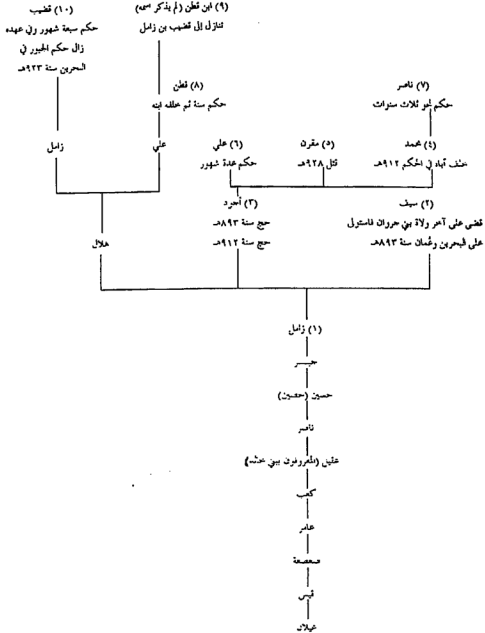 (١٠) قضيب
حكم سبعة شهور وفي عهده
زال حكم الجبور في
البحرين سنة ٩٣٣هـ
(٩) ابن قطن (لم يذكر اسمه)
تنازل إلى قضيب بن زامل
(٨) قطن
حكم سنة ثم خلفه ابنه
(٧) ناصر
حكم نحو ثلاث سنوات
زامل
علي
(٦) علي
حكم عدة شهور
(٥) مقرن
قتل ٩٢٨هـ
(٤) محمد
خلف أباه في الحكم ٩١٢هـ
هلال
(٣) أجود
حج سنة ٨٩٣هـ
حج سنة ٩١٢هـ
(٢) سيف
قضى على آخر ولاة بني جروان فاستولى
على البحرين وعُمان سنة ٨٩٣هـ
(١) زامل
جبر
حسين (حصين)
ناصر
عقيل (المعروفون ببني
كعب
عامر
صعصعة
قيس
عيلان